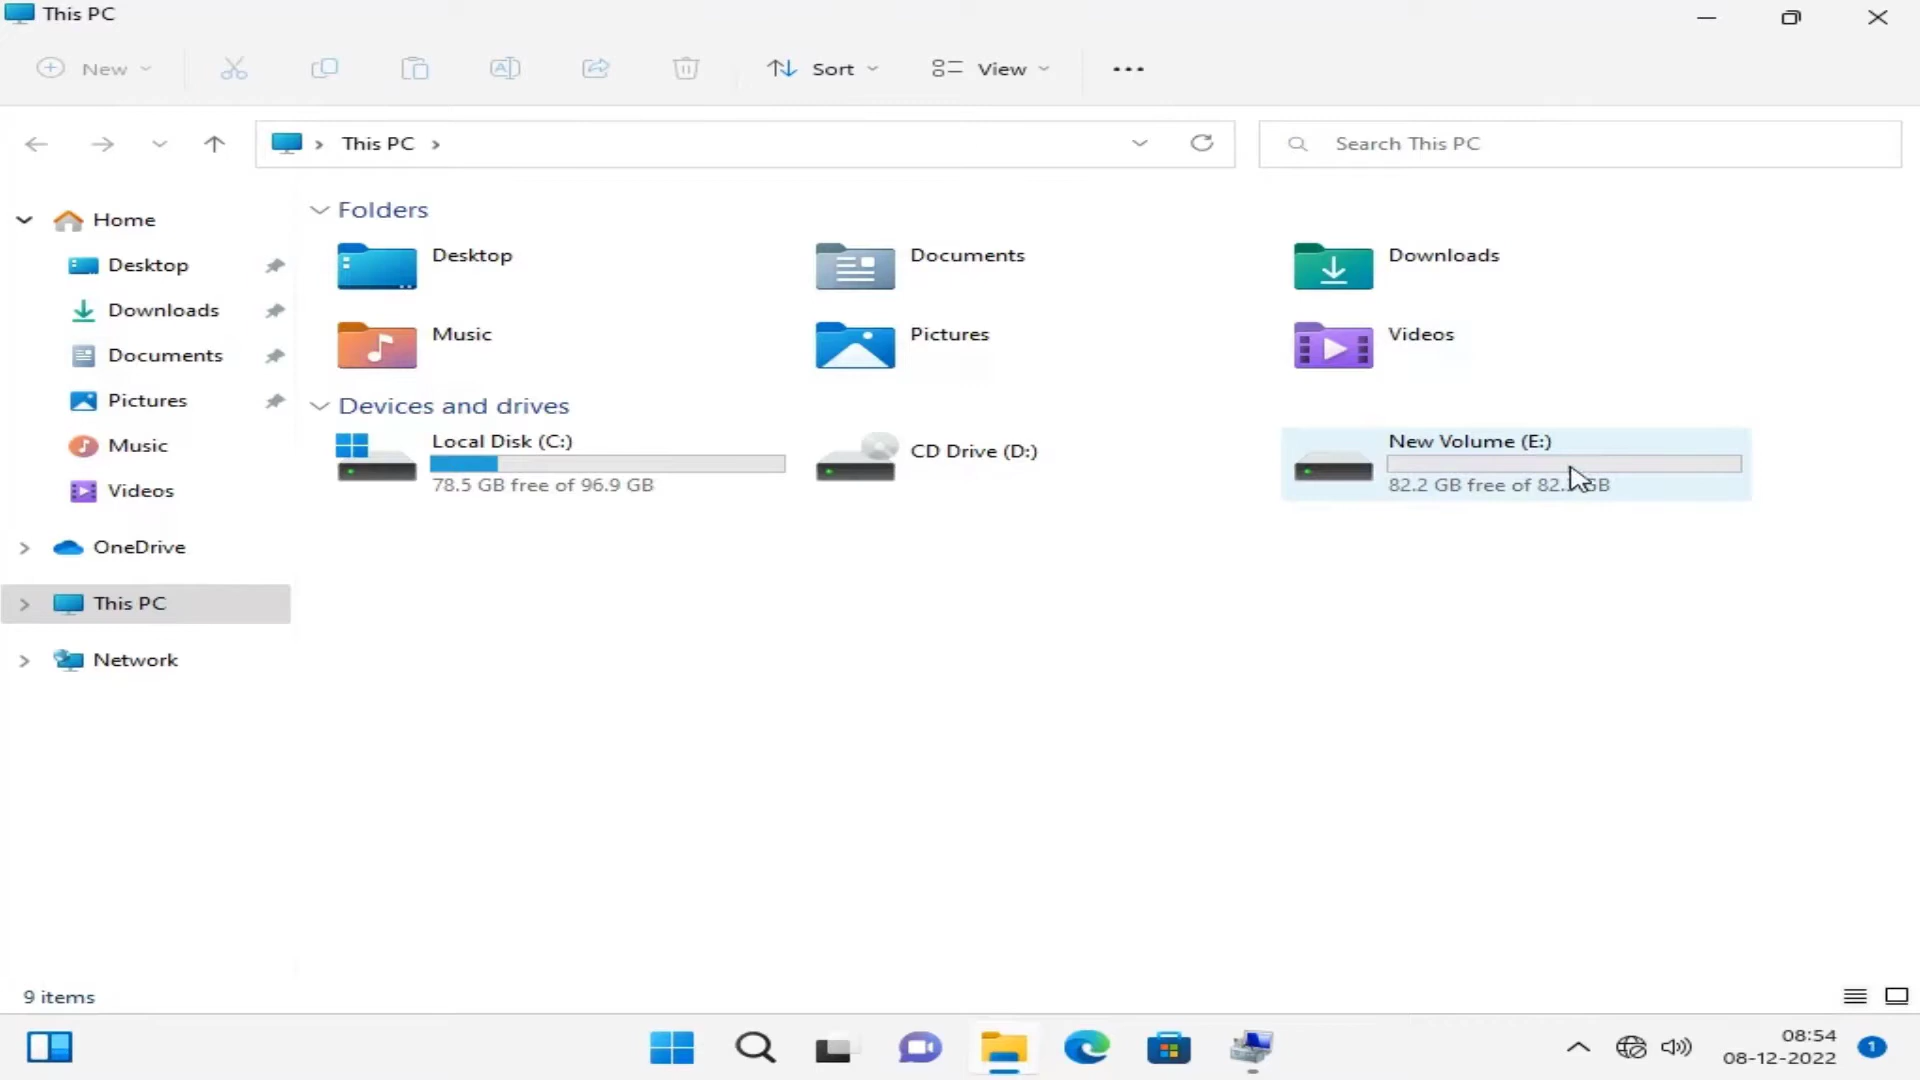 This PC
New
Sort
View
This PC
Search This PC
Home
Desktop
Downloads
Documents
Pictures
Music
Videos
OneDrive
This PC
Network
Folders
Desktop
Documents
Downloads
Music
Pictures
Videos
Devices and drives
Local Disk (C:)
78.5 GB free of 96.9 GB
CD Drive (D:)
New Volume (E:)
82.2 GB free of GB
9 items
08:54
08-12-2022
1